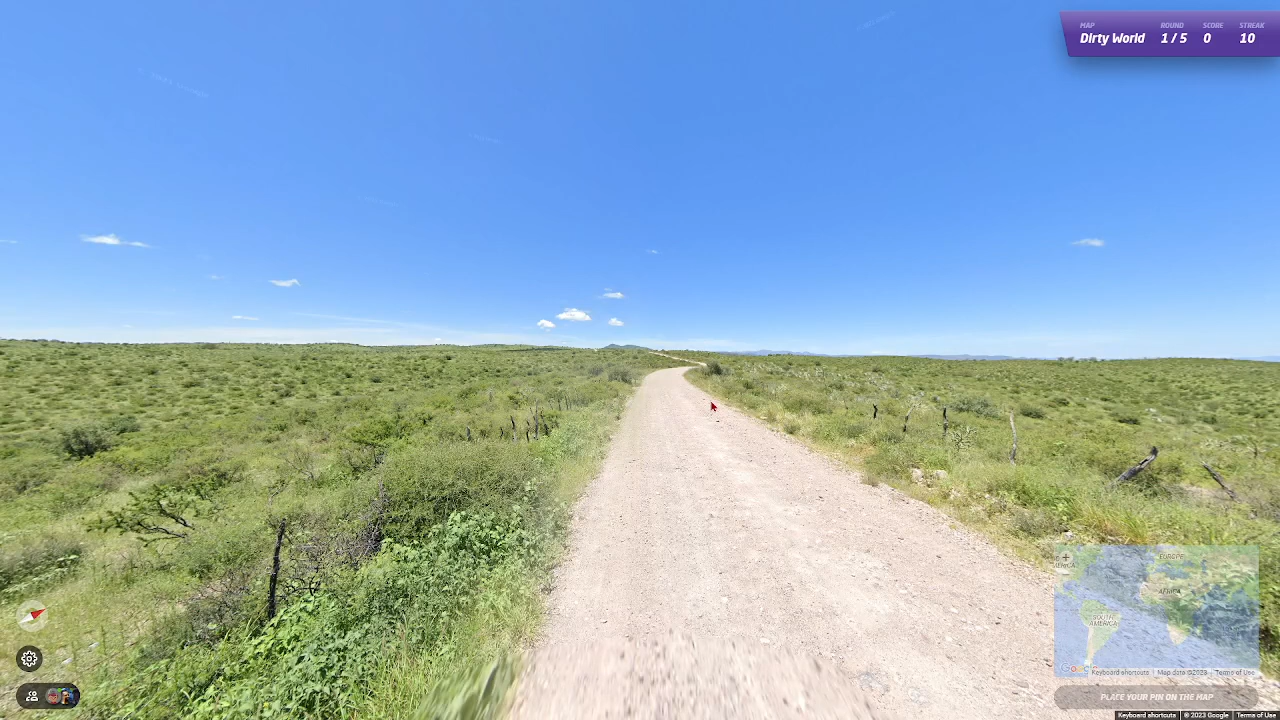 MAP
Dirty World
ROUND
1 / 5
SCORE
0
STREAK
10
EUROPE
AFRICA
SOUTH
AMERICA
Keyboard shortcuts
Map data ©2023
Terms of Use
PLACE YOUR PIN ON THE MAP
Keyboard shortcuts
© 2023 Google
Terms of Use